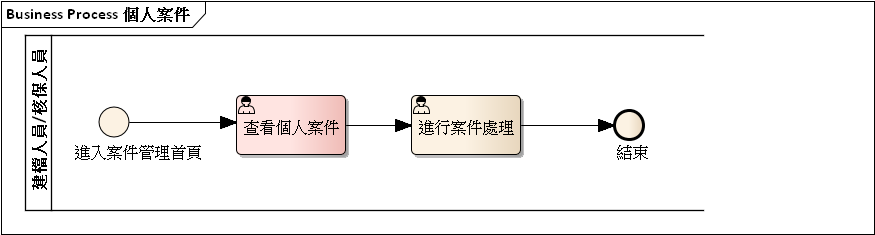 Business Process 個人案件
建檔人員/核保人員
進入案件管理首頁
查看個人案件
進行案件處理
結束